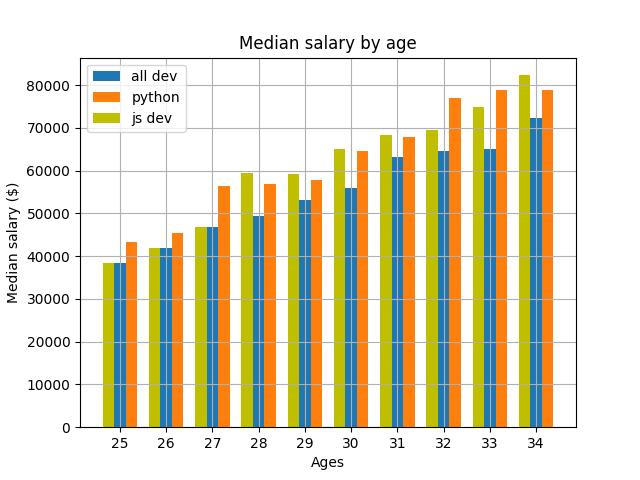 Median salary by age
all dev
python
js dev
Median salary ($)
80000
70000
60000
50000
40000
30000
20000
10000
0
25 26 27 28 29 30 31 32 33 34
Ages